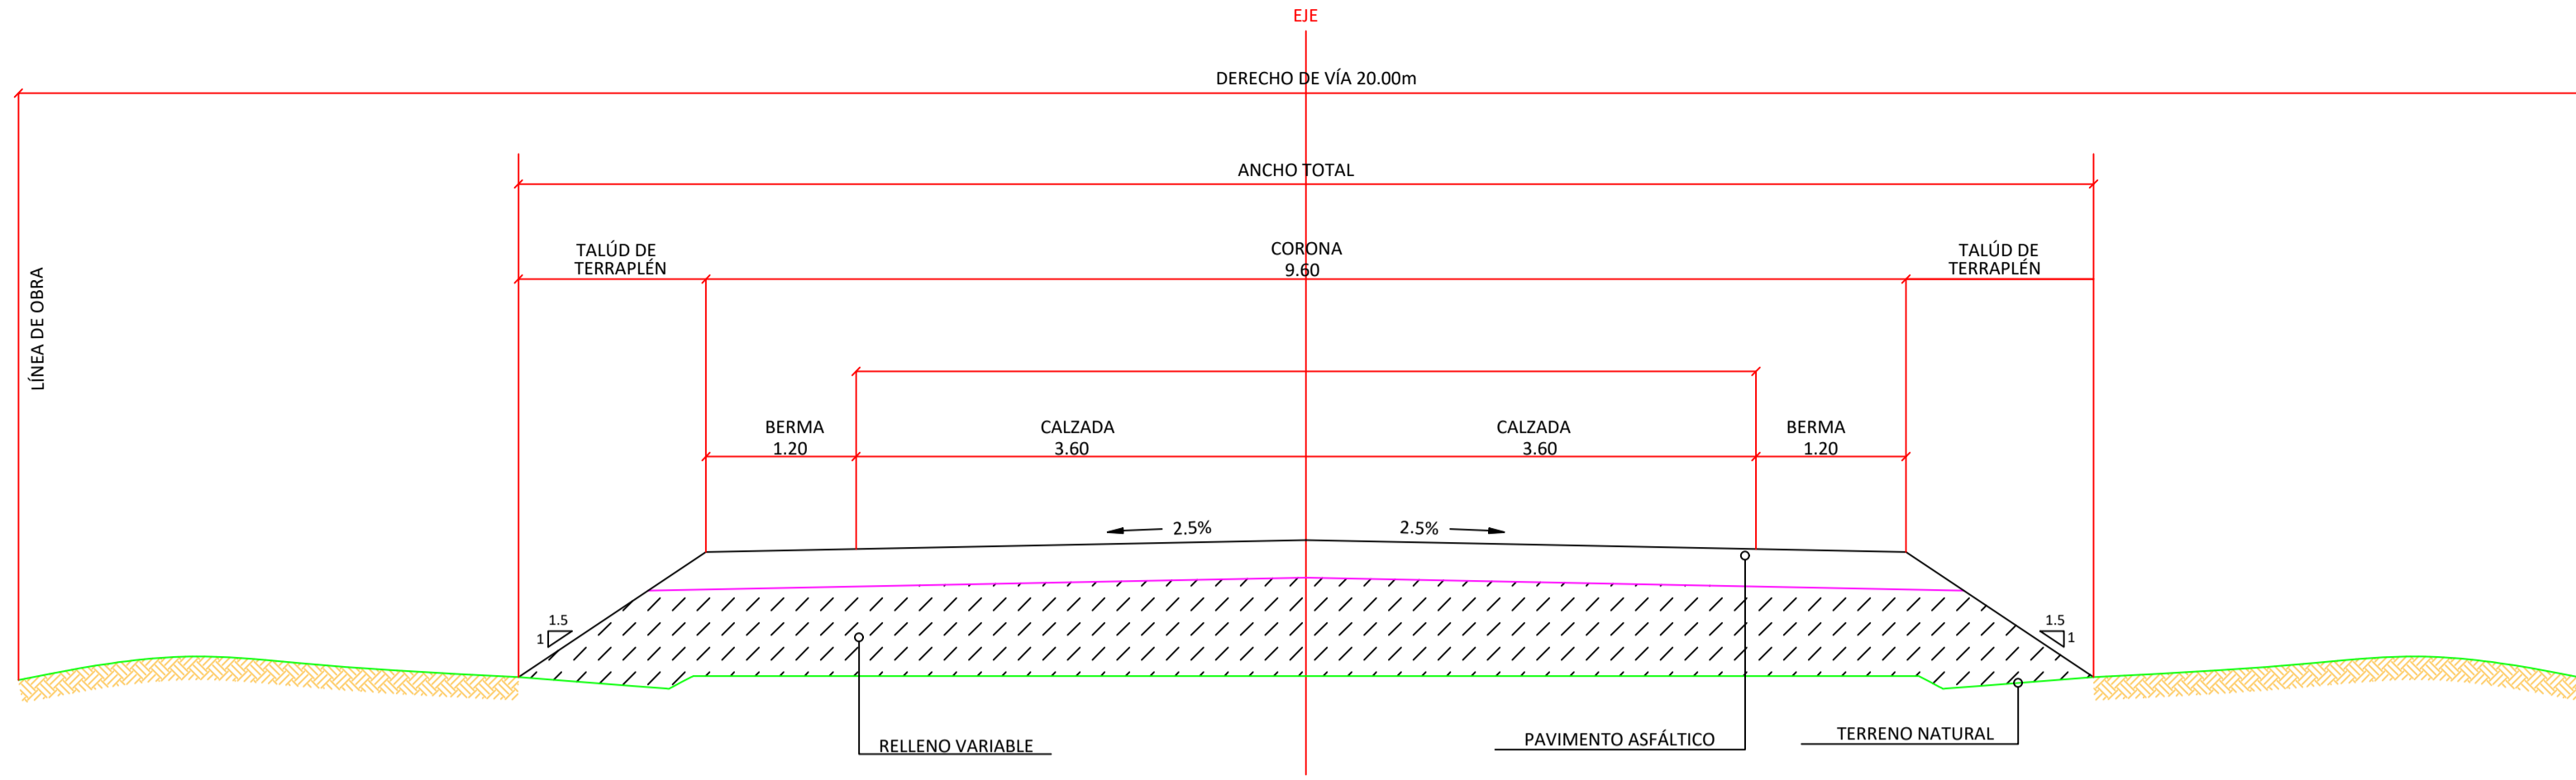 EJE
DERECHO DE VÍA 20.00m
ANCHO TOTAL
TALÚD DE
TERRAPLÉN
CORONA
9.60
TALÚD DE
TERRAPLÉN
LÍNEA DE OBRA
BERMA
1.20
CALZADA
3.60
CALZADA
3.60
BERMA
1.20
2.5%
2.5%
1.5
1
1.5
1
RELLENO VARIABLE
PAVIMENTO ASFÁLTICO
TERRENO NATURAL